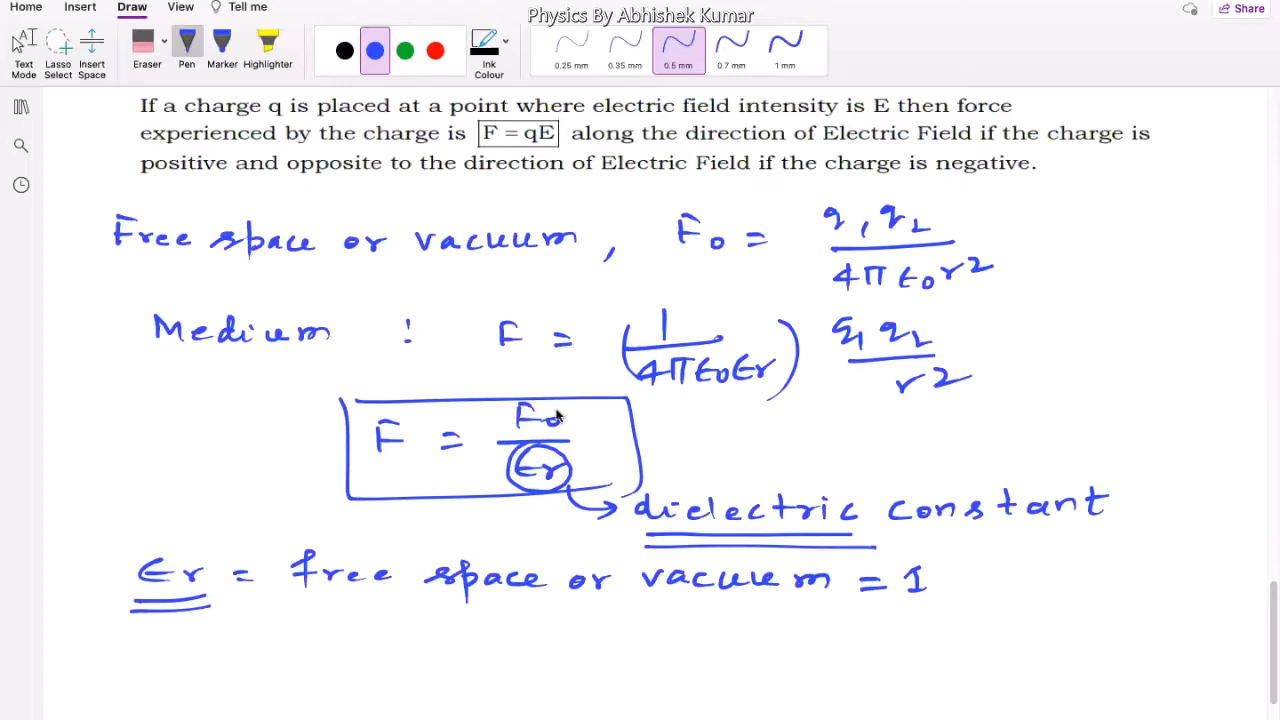 Home Insert Draw View Tell me
Physics By Abhishek Kumar
Share
Text Mode
Lasso Select
Insert Space
Eraser
Pen
Marker
Highlighter
Ink Colour
0.25 mm
0.35 mm
0.5 mm
0.7 mm
1 mm
If a charge q is placed at a point where electric field intensity is E then force
experienced by the charge is F = qE along the direction of Electric Field if the charge is
positive and opposite to the direction of Electric Field if the charge is negative.
Free space or vacuum, F₀ = q₁q₂ / 4π ϵ₀r²
Medium : F = (1 / 4πϵ₀ϵr) q₁q₂ / r²
F = F₀ / ϵr
→ dielectric constant
ϵr = free space or vacuum = 1